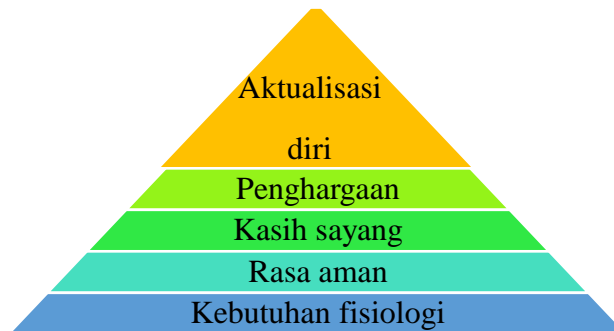 Aktualisasi
diri
Penghargaan
Kasih sayang
Rasa aman
Kebutuhan fisiologi